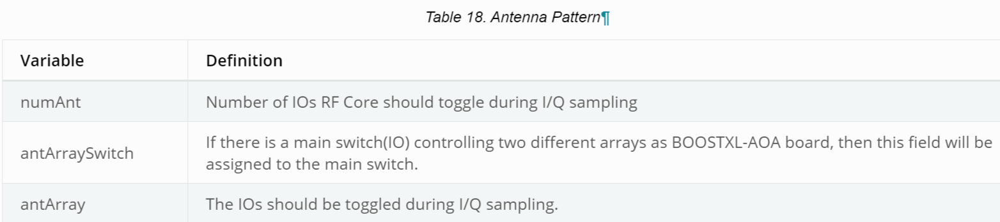 Table 18. Antenna Pattern¶
Variable Definition
numAnt Number of IOs RF Core should toggle during I/Q sampling
antArraySwitch If there is a main switch(IO) controlling two different arrays as BOOSTXL-AOA board, then this field will be
assigned to the main switch.
antArray The IOs should be toggled during I/Q sampling.